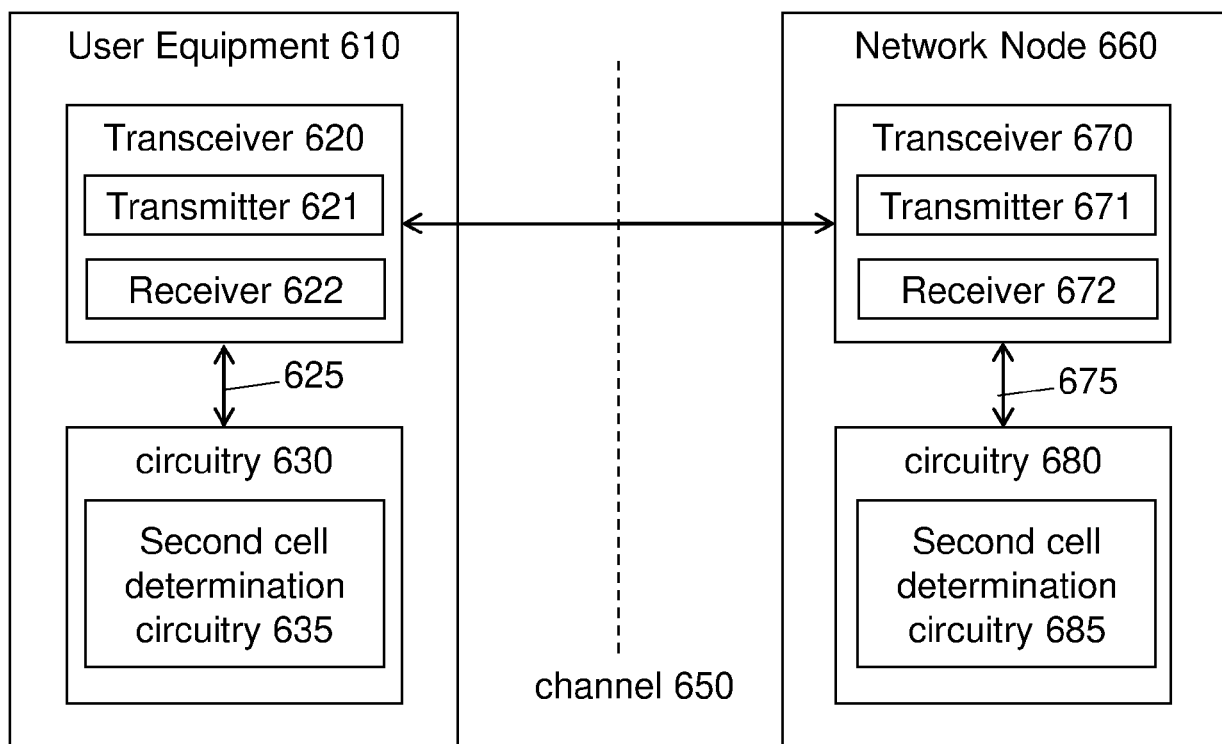 User Equipment 610
Transceiver 620
Transmitter 621
Receiver 622
625
circuitry 630
Second cell
determination
circuitry 635
channel 650
Network Node 660
Transceiver 670
Transmitter 671
Receiver 672
675
circuitry 680
Second cell
determination
circuitry 685